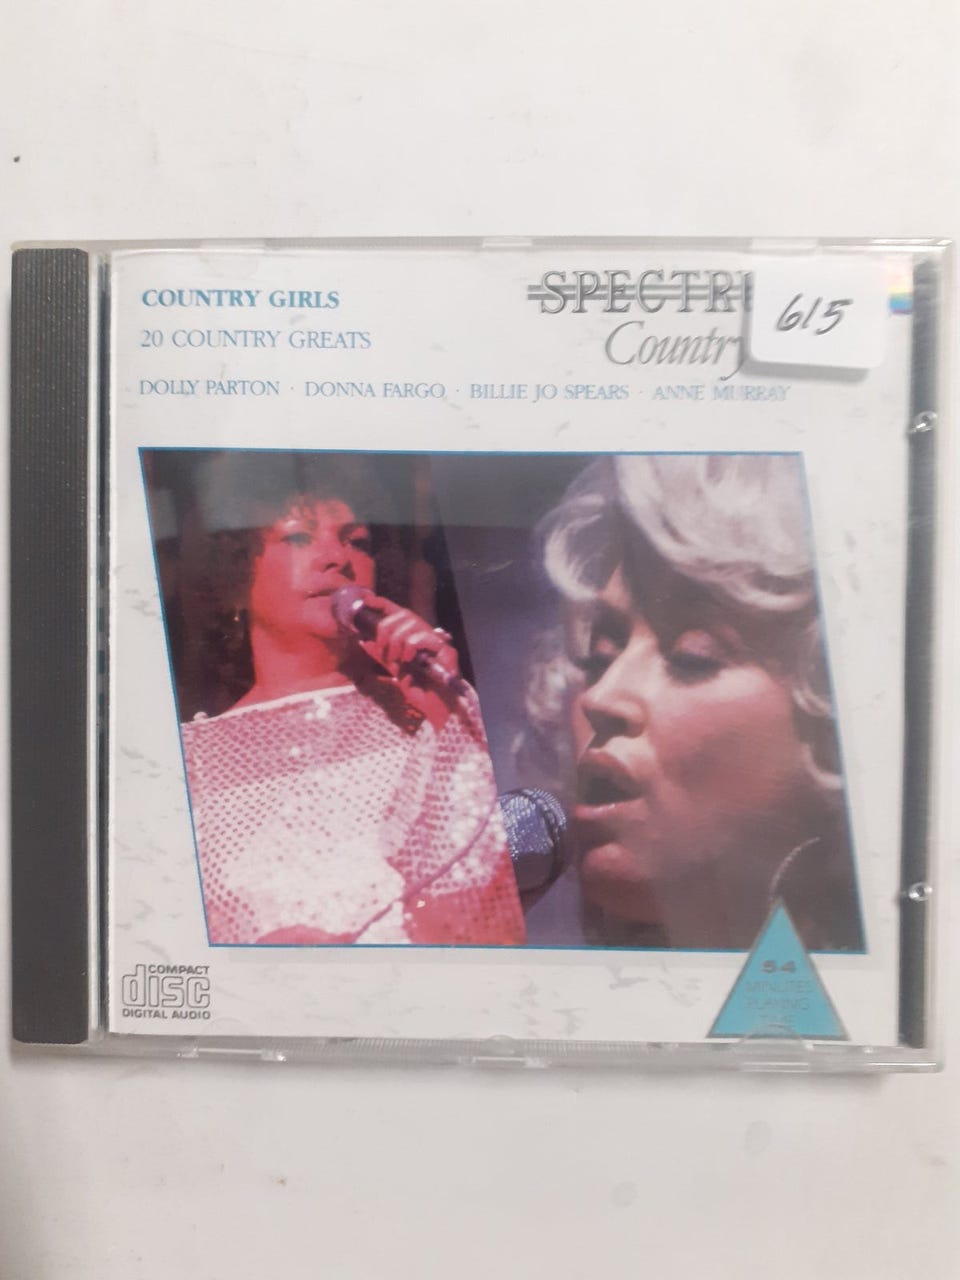 COUNTRY GIRLS
20 COUNTRY GREATS
DOLLY PARTON · DONNA FARGO · BILLIE JO SPEARS · ANNE MURRAY
SPECTR
Country
615
COMPACT
disc
DIGITAL AUDIO
54
MINUTES
PLAYING
TIME